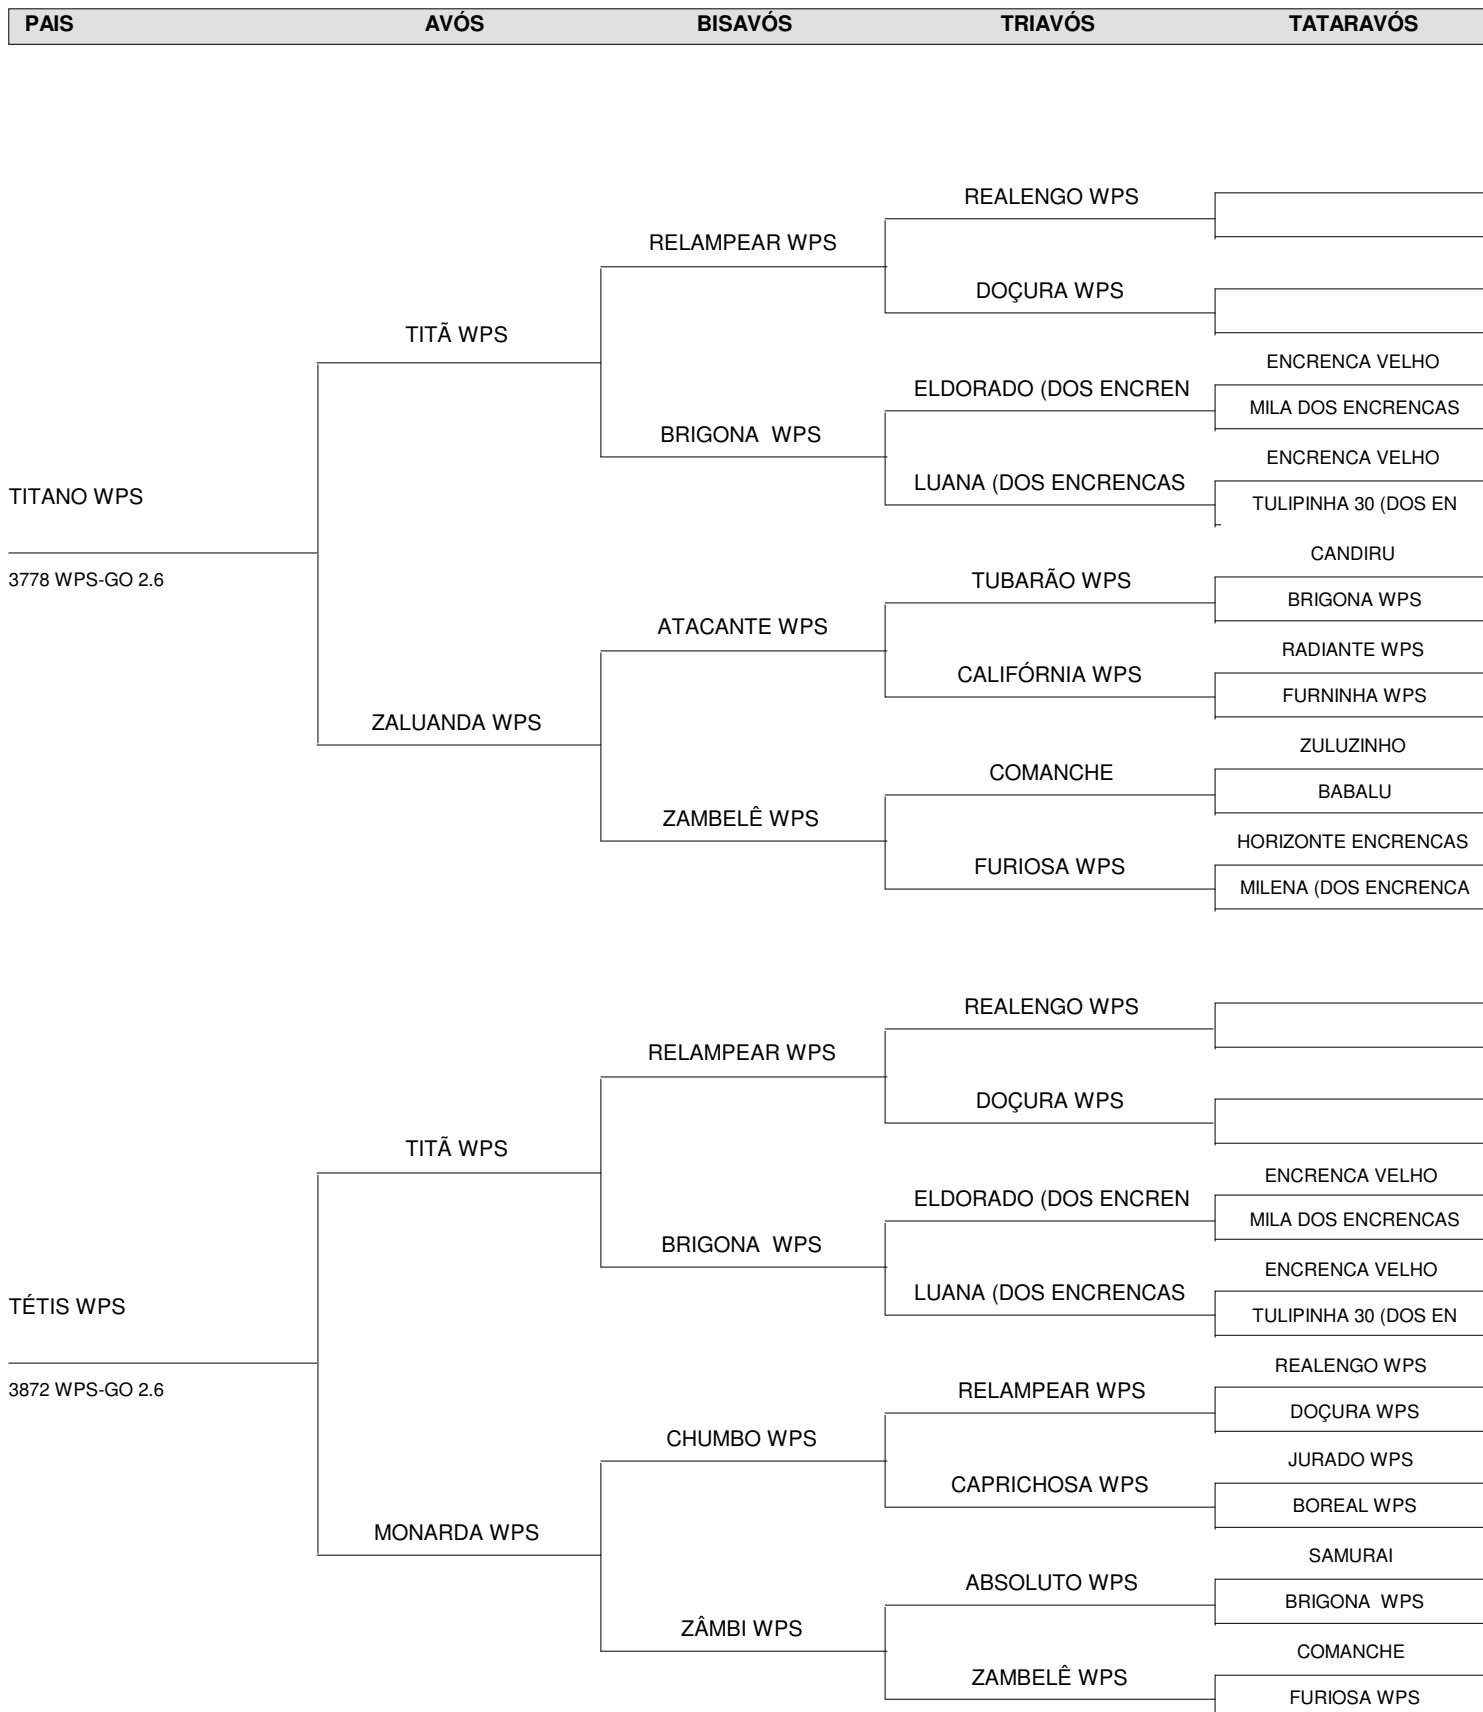 PAIS AVÓS BISAVÓS TRIAVÓS TATARAVÓS
REALENGO WPS
RELAMPEAR WPS
DOÇURA WPS
TITÃ WPS
ENCRENCA VELHO
ELDORADO (DOS ENCREN
MILA DOS ENCRENCAS
BRIGONA  WPS
ENCRENCA VELHO
LUANA (DOS ENCRENCAS
TITANO WPS
TULIPINHA 30 (DOS EN
CANDIRU
3778 WPS-GO 2.6
TUBARÃO WPS
BRIGONA WPS
ATACANTE WPS
RADIANTE WPS
CALIFÓRNIA WPS
FURNINHA WPS
ZALUANDA WPS
ZULUZINHO
COMANCHE
BABALU
ZAMBELÊ WPS
HORIZONTE ENCRENCAS
FURIOSA WPS
MILENA (DOS ENCRENCA
REALENGO WPS
RELAMPEAR WPS
DOÇURA WPS
TITÃ WPS
ENCRENCA VELHO
ELDORADO (DOS ENCREN
MILA DOS ENCRENCAS
BRIGONA  WPS
ENCRENCA VELHO
LUANA (DOS ENCRENCAS
TÉTIS WPS
TULIPINHA 30 (DOS EN
REALENGO WPS
3872 WPS-GO 2.6
RELAMPEAR WPS
DOÇURA WPS
CHUMBO WPS
JURADO WPS
CAPRICHOSA WPS
BOREAL WPS
MONARDA WPS
SAMURAI
ABSOLUTO WPS
BRIGONA  WPS
ZÂMBI WPS
COMANCHE
ZAMBELÊ WPS
FURIOSA WPS